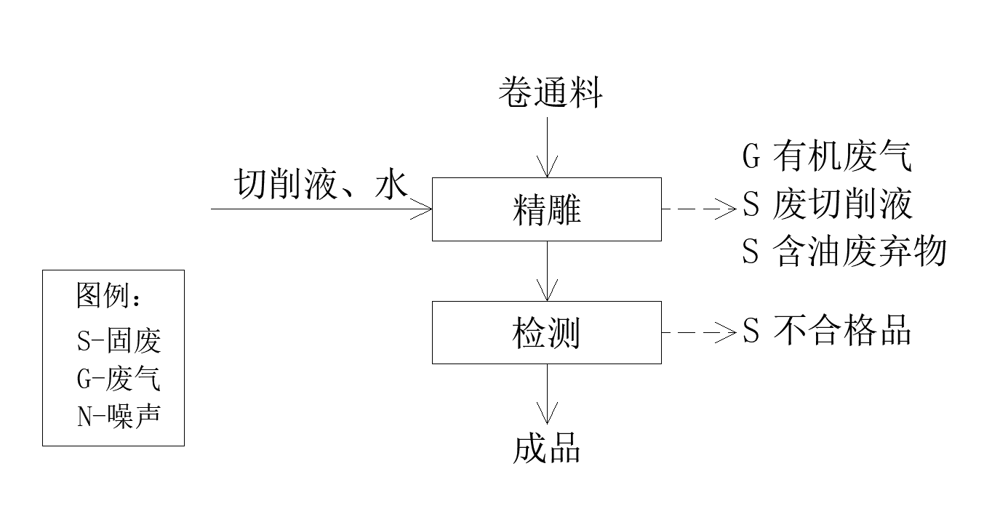 卷通料
切削液、水
精雕
G 有机废气
S 废切削液
S 含油废弃物
检测
S 不合格品
成品
图例：
S-固废
G-废气
N-噪声